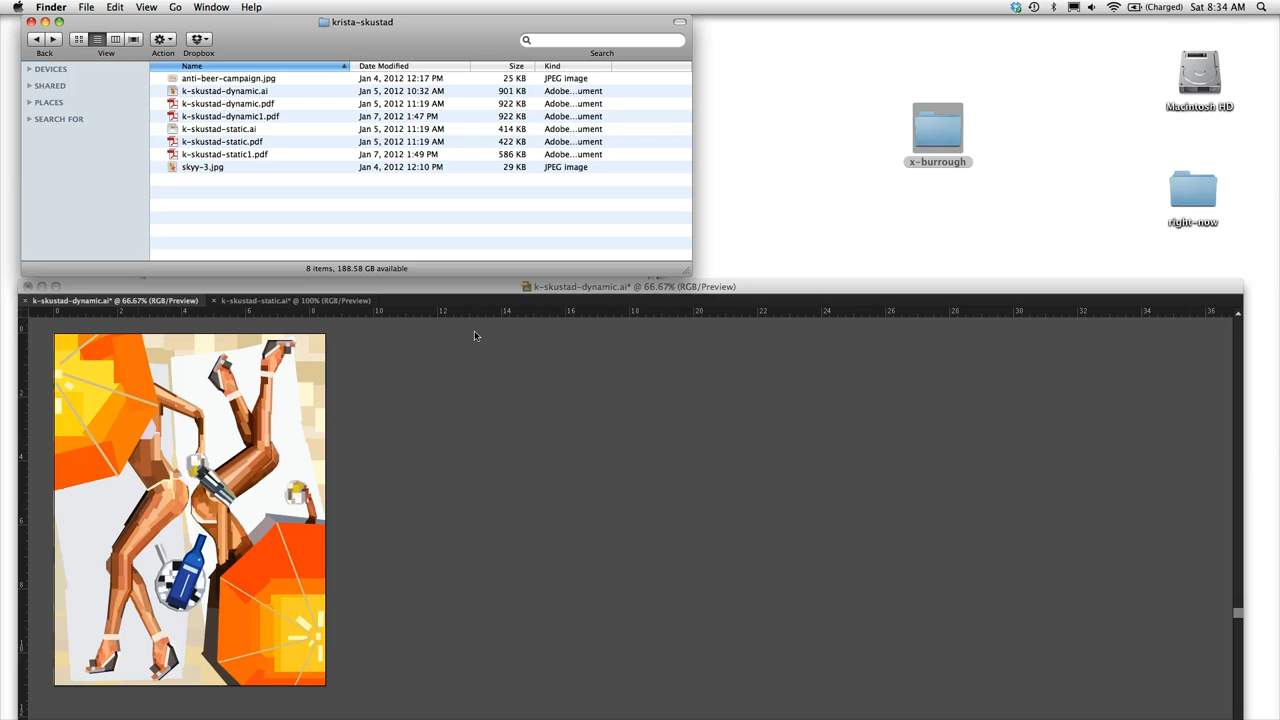 Finder File Edit View Go Window Help (Charged) Sat 8:34 AM
krista-skustad
Back View Action Dropbox Search
Name Date Modified Size Kind
DEVICES
SHARED
PLACES
SEARCH FOR
anti-beer-campaign.jpg Jan 4, 2012 12:17 PM 25 KB JPEG image
k-skustad-dynamic.ai Jan 5, 2012 10:32 AM 901 KB Adobe...ument
k-skustad-dynamic.pdf Jan 5, 2012 11:19 AM 922 KB Adobe...ument
k-skustad-dynamic1.pdf Jan 7, 2012 1:47 PM 922 KB Adobe...ument
k-skustad-static.ai Jan 5, 2012 11:19 AM 414 KB Adobe...ument
k-skustad-static.pdf Jan 5, 2012 11:19 AM 422 KB Adobe...ument
k-skustad-static1.pdf Jan 7, 2012 1:49 PM 586 KB Adobe...ument
skyy-3.jpg Jan 4, 2012 12:10 PM 29 KB JPEG image
8 items, 188.58 GB available
Macintosh HD
x-burrough
right-now
k-skustad-dynamic.ai* @ 66.67% (RGB/Preview)
k-skustad-dynamic.ai* @ 66.67% (RGB/Preview) k-skustad-static.ai* @ 100% (RGB/Preview)
0 2 4 6 8 10 12 14 16 18 20 22 24 26 28 30 32 34 36
0
2
4
6
8